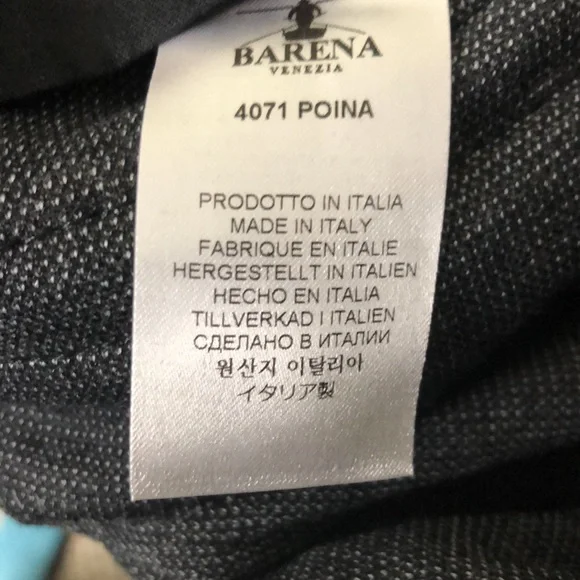 BARENA
VENEZIA
4071 POINA
PRODOTTO IN ITALIA
MADE IN ITALY
FABRIQUE EN ITALIE
HERGESTELLT IN ITALIEN
HECHO EN ITALIA
TILLVERKAD I ITALIEN
СДЕЛАНО В ИТАЛИИ
원산지 이탈리아
イタリア製